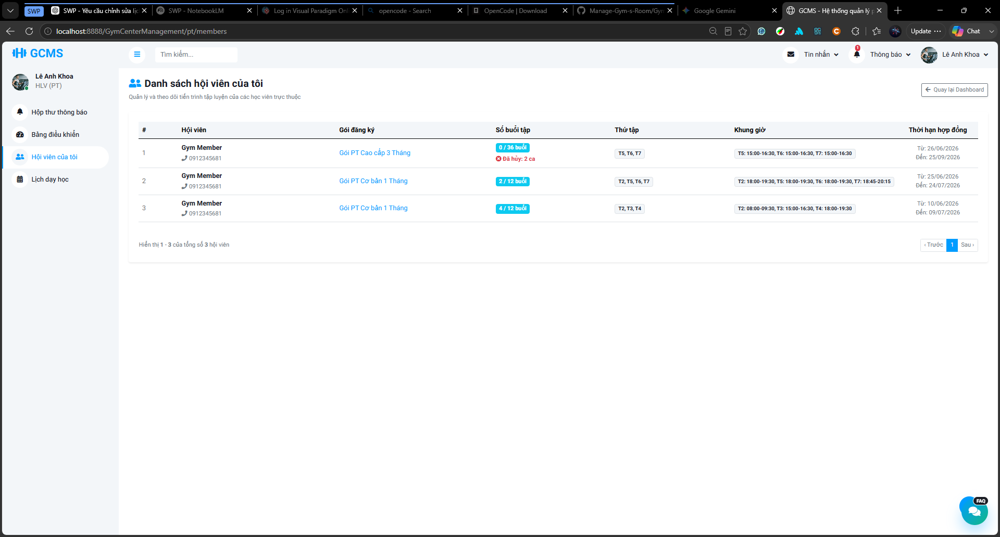 SWP
SWP - Yêu cầu chỉnh sửa lịc
SWP - NotebookLM
Log in Visual Paradigm Onl
opencode - Search
OpenCode | Download
Manage-Gym-s-Room/Gym
Google Gemini
GCMS - Hệ thống quản lý p
localhost:8888/GymCenterManagement/pt/members
Update
Chat
GCMS
Tìm kiếm...
Tin nhắn
1
Thông báo
Lê Anh Khoa
Lê Anh Khoa
HLV (PT)
Hộp thư thông báo
Bảng điều khiển
Hội viên của tôi
Lịch dạy học
Danh sách hội viên của tôi
Quản lý và theo dõi tiến trình tập luyện của các học viên trực thuộc
Quay lại Dashboard
# Hội viên Gói đăng ký Số buổi tập Thứ tập Khung giờ Thời hạn hợp đồng
1 Gym Member 0912345681 Gói PT Cao cấp 3 Tháng 0 / 36 buổi Đã hủy: 2 ca T5, T6, T7 T5: 15:00-16:30, T6: 15:00-16:30, T7: 15:00-16:30 Từ: 26/06/2026 Đến: 25/09/2026
2 Gym Member 0912345681 Gói PT Cơ bản 1 Tháng 2 / 12 buổi T2, T5, T6, T7 T2: 18:00-19:30, T5: 18:00-19:30, T6: 18:00-19:30, T7: 18:45-20:15 Từ: 25/06/2026 Đến: 24/07/2026
3 Gym Member 0912345681 Gói PT Cơ bản 1 Tháng 4 / 12 buổi T2, T3, T4 T2: 08:00-09:30, T3: 15:00-16:30, T4: 18:00-19:30 Từ: 10/06/2026 Đến: 09/07/2026
Hiển thị 1 - 3 của tổng số 3 hội viên
‹ Trước 1 Sau ›
FAQ